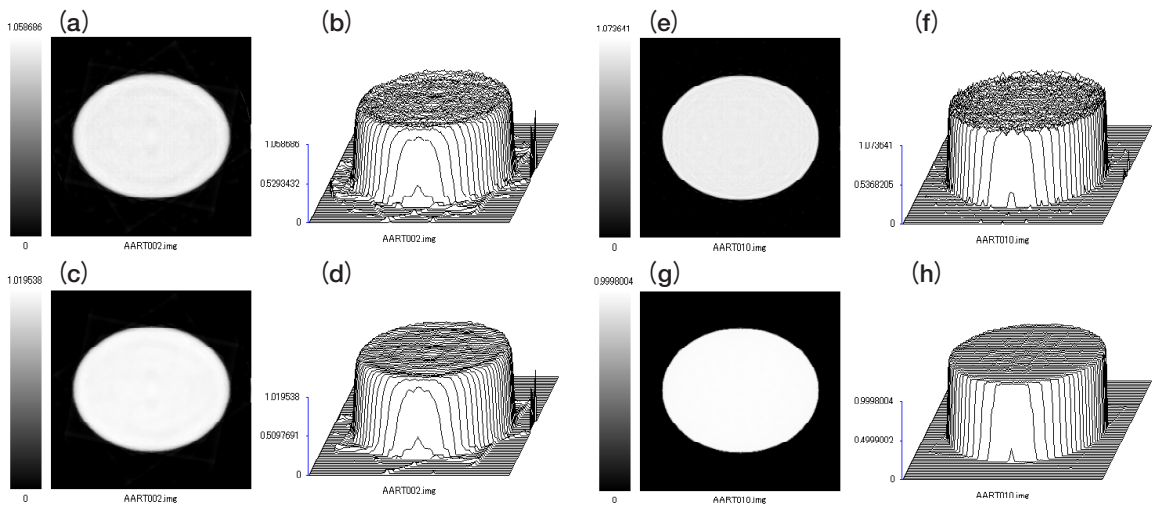 (a)
1.058686
0
AART002.img
(b)
1.058686
0.5293432
0
AART002.img
(e)
1.073641
0
AART010.img
(f)
1.073641
0.5368205
0
AART010.img
(c)
1.019538
0
AART002.img
(d)
1.019538
0.5097691
0
AART002.img
(g)
0.9998004
0
AART010.img
(h)
0.9998004
0.4999002
0
AART010.img